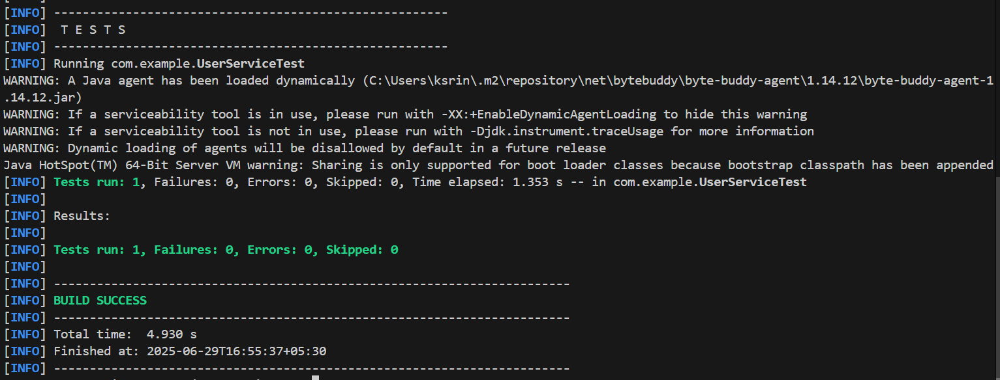 [INFO] -------------------------------------------------------
[INFO]  T E S T S
[INFO] -------------------------------------------------------
[INFO] Running com.example.UserServiceTest
WARNING: A Java agent has been loaded dynamically (C:\Users\ksrin\.m2\repository\net\bytebuddy\byte-buddy-agent\1.14.12\byte-buddy-agent-1
.14.12.jar)
WARNING: If a serviceability tool is in use, please run with -XX:+EnableDynamicAgentLoading to hide this warning
WARNING: If a serviceability tool is not in use, please run with -Djdk.instrument.traceUsage for more information
WARNING: Dynamic loading of agents will be disallowed by default in a future release
Java HotSpot(TM) 64-Bit Server VM warning: Sharing is only supported for boot loader classes because bootstrap classpath has been appended
[INFO] Tests run: 1, Failures: 0, Errors: 0, Skipped: 0, Time elapsed: 1.353 s -- in com.example.UserServiceTest
[INFO]
[INFO] Results:
[INFO]
[INFO] Tests run: 1, Failures: 0, Errors: 0, Skipped: 0
[INFO]
[INFO] ------------------------------------------------------------------------
[INFO] BUILD SUCCESS
[INFO] ------------------------------------------------------------------------
[INFO] Total time:  4.930 s
[INFO] Finished at: 2025-06-29T16:55:37+05:30
[INFO] ------------------------------------------------------------------------